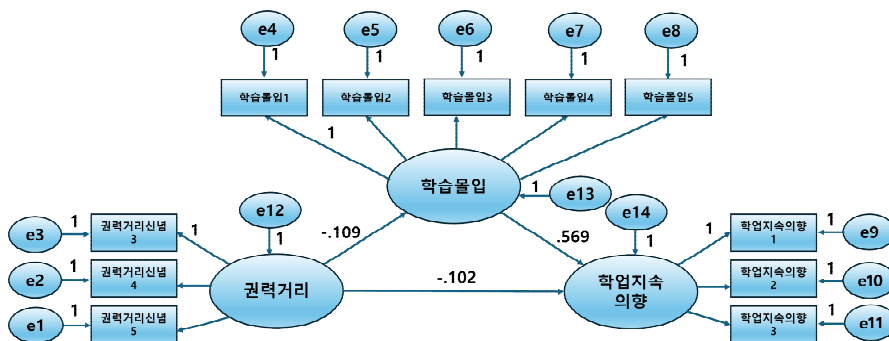 e4
e5
e6
e7
e8
1
1
1
1
1
학습몰입1
학습몰입2
학습몰입3
학습몰입4
학습몰입5
1
학습몰입
1
e13
e12
1
-.109
e14
1
.569
e3
1
권력거리신념
3
1
e2
1
권력거리신념
4
e1
1
권력거리신념
5
권력거리
-.102
학업지속
의향
1
학업지속의향
1
1
e9
학업지속의향
2
1
e10
학업지속의향
3
1
e11